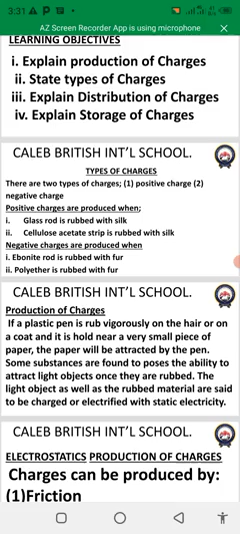 3:31
AZ Screen Recorder App is using microphone
LEARNING OBJECTIVES
i. Explain production of Charges
ii. State types of Charges
iii. Explain Distribution of Charges
iv. Explain Storage of Charges
CALEB BRITISH INT'L SCHOOL.
TYPES OF CHARGES
There are two types of charges; (1) positive charge (2)
negative charge
Positive charges are produced when;
i. Glass rod is rubbed with silk
ii. Cellulose acetate strip is rubbed with silk
Negative charges are produced when
i. Ebonite rod is rubbed with fur
ii. Polyether is rubbed with fur
CALEB BRITISH INT'L SCHOOL.
Production of Charges
If a plastic pen is rub vigorously on the hair or on
a coat and it is hold near a very small piece of
paper, the paper will be attracted by the pen.
Some substances are found to poses the ability to
attract light objects once they are rubbed. The
light object as well as the rubbed material are said
to be charged or electrified with static electricity.
CALEB BRITISH INT'L SCHOOL.
ELECTROSTATICS PRODUCTION OF CHARGES
Charges can be produced by:
(1)Friction